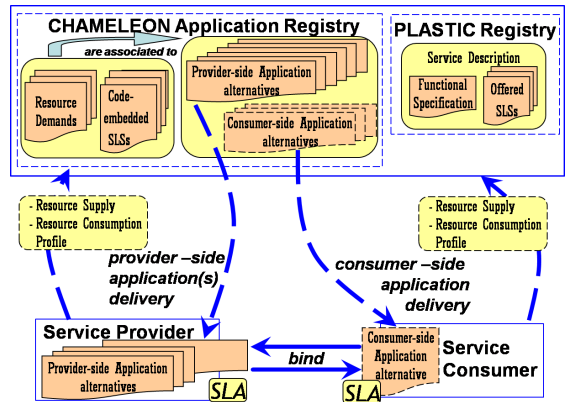 CHAMELEON Application Registry
are associated to
Resource
Demands
Code-
embedded
SLSs
Provider-side Application
alternatives
Consumer-side Application
alternatives
PLASTIC Registry
Service Description
Functional
Specification
Offered
SLSs
- Resource Supply
- Resource Consumption
Profile
provider –side
application(s)
delivery
consumer –side
application
delivery
- Resource Supply
- Resource Consumption
Profile
Service Provider
Provider-side Application
alternatives
SLA
bind
Consumer-side
Application
alternative
SLA
Service
Consumer